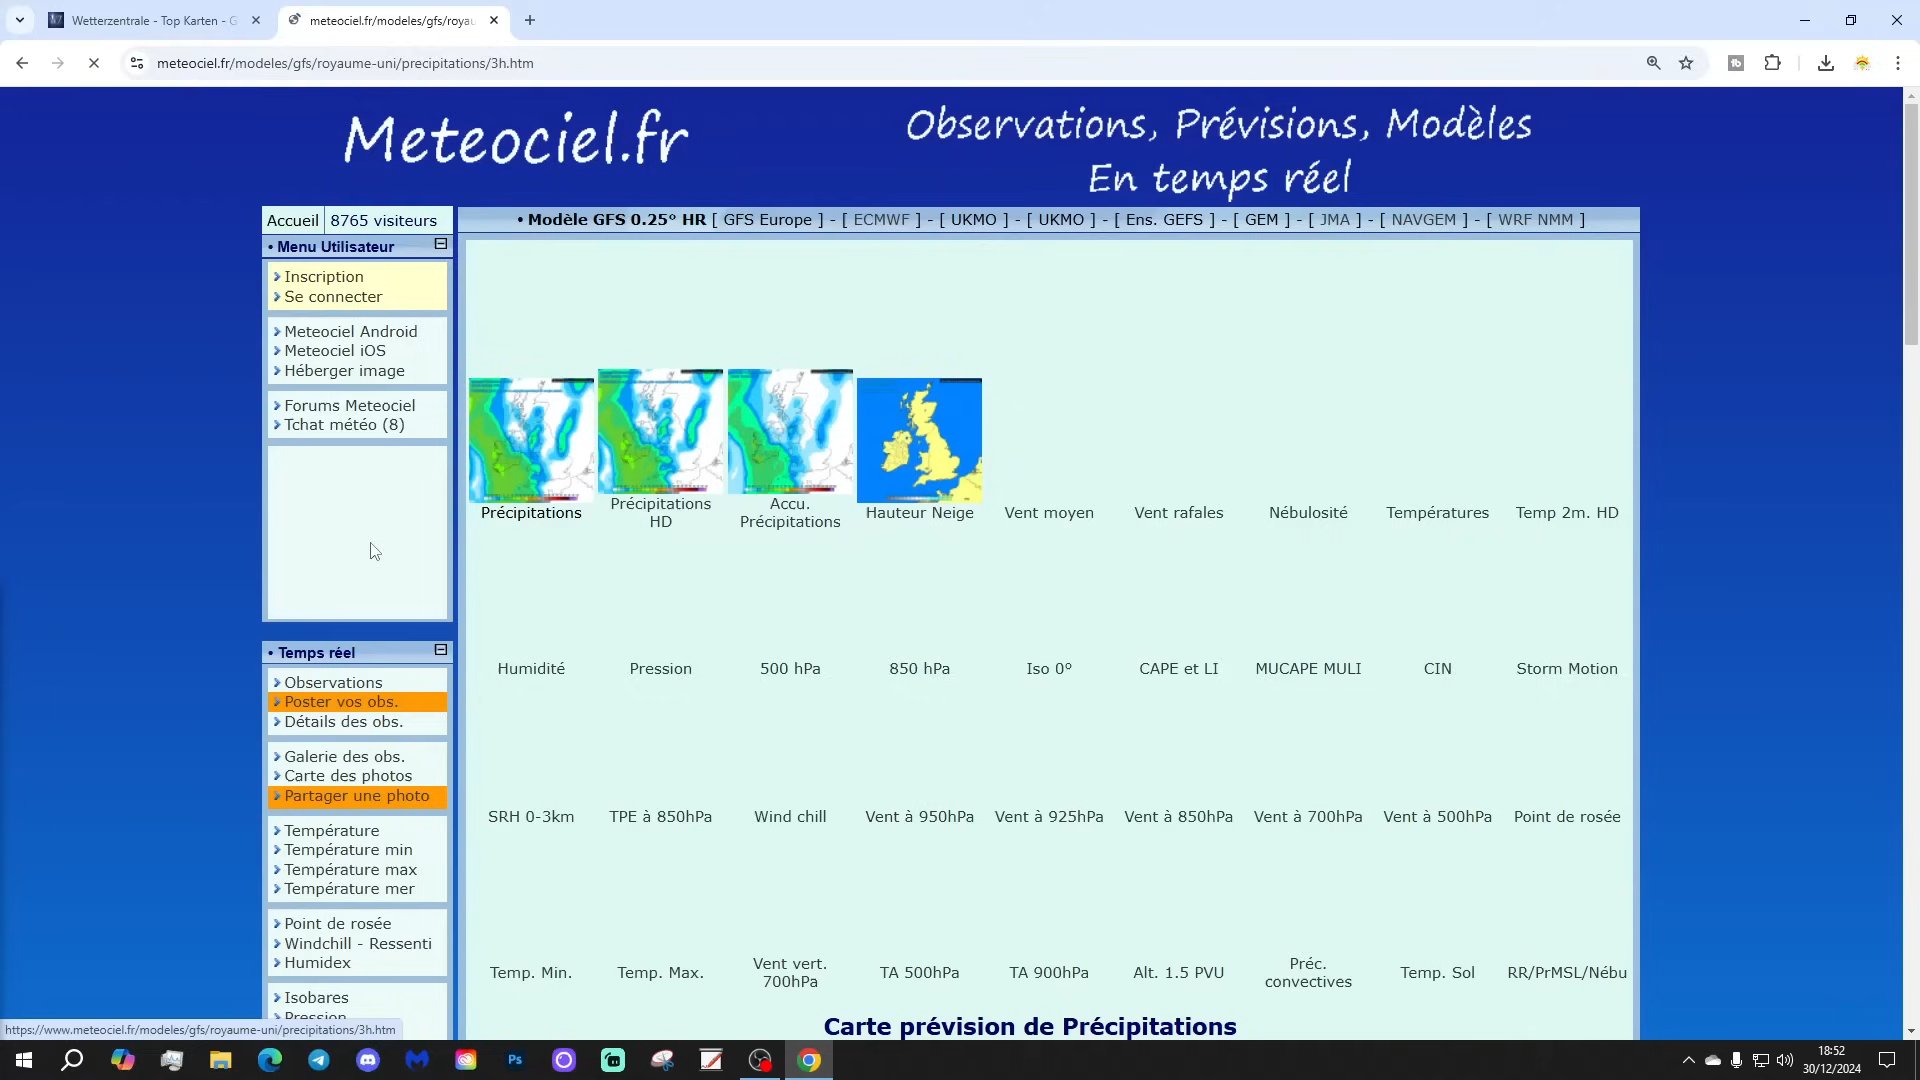 Wetterzentrale - Top Karten - G
meteociel.fr/modeles/gfs/royau
meteociel.fr/modeles/gfs/royaume-uni/precipitations/3h.htm
Meteociel.fr
Observations, Prévisions, Modèles
En temps réel
Accueil 8765 visiteurs
• Modèle GFS 0.25° HR [ GFS Europe ] - [ ECMWF ] - [ UKMO ] - [ UKMO ] - [ Ens. GEFS ] - [ GEM ] - [ JMA ] - [ NAVGEM ] - [ WRF NMM ]
• Menu Utilisateur
Inscription
Se connecter
Meteociel Android
Meteociel iOS
Héberger image
Forums Meteociel
Tchat météo (8)
• Temps réel
Observations
Poster vos obs.
Détails des obs.
Galerie des obs.
Carte des photos
Partager une photo
Température
Température min
Température max
Température mer
Point de rosée
Windchill - Ressenti
Humidex
Isobares
Pression
Précipitations
Précipitations
HD
Accu.
Précipitations
Hauteur Neige
Vent moyen
Vent rafales
Nébulosité
Températures
Temp 2m. HD
Humidité
Pression
500 hPa
850 hPa
Iso 0°
CAPE et LI
MUCAPE MULI
CIN
Storm Motion
SRH 0-3km
TPE à 850hPa
Wind chill
Vent à 950hPa
Vent à 925hPa
Vent à 850hPa
Vent à 700hPa
Vent à 500hPa
Point de rosée
Temp. Min.
Temp. Max.
Vent vert.
700hPa
TA 500hPa
TA 900hPa
Alt. 1.5 PVU
Préc.
convectives
Temp. Sol
RR/PrMSL/Nébu
Carte prévision de Précipitations
https://www.meteociel.fr/modeles/gfs/royaume-uni/precipitations/3h.htm
Ps
18:52
30/12/2024